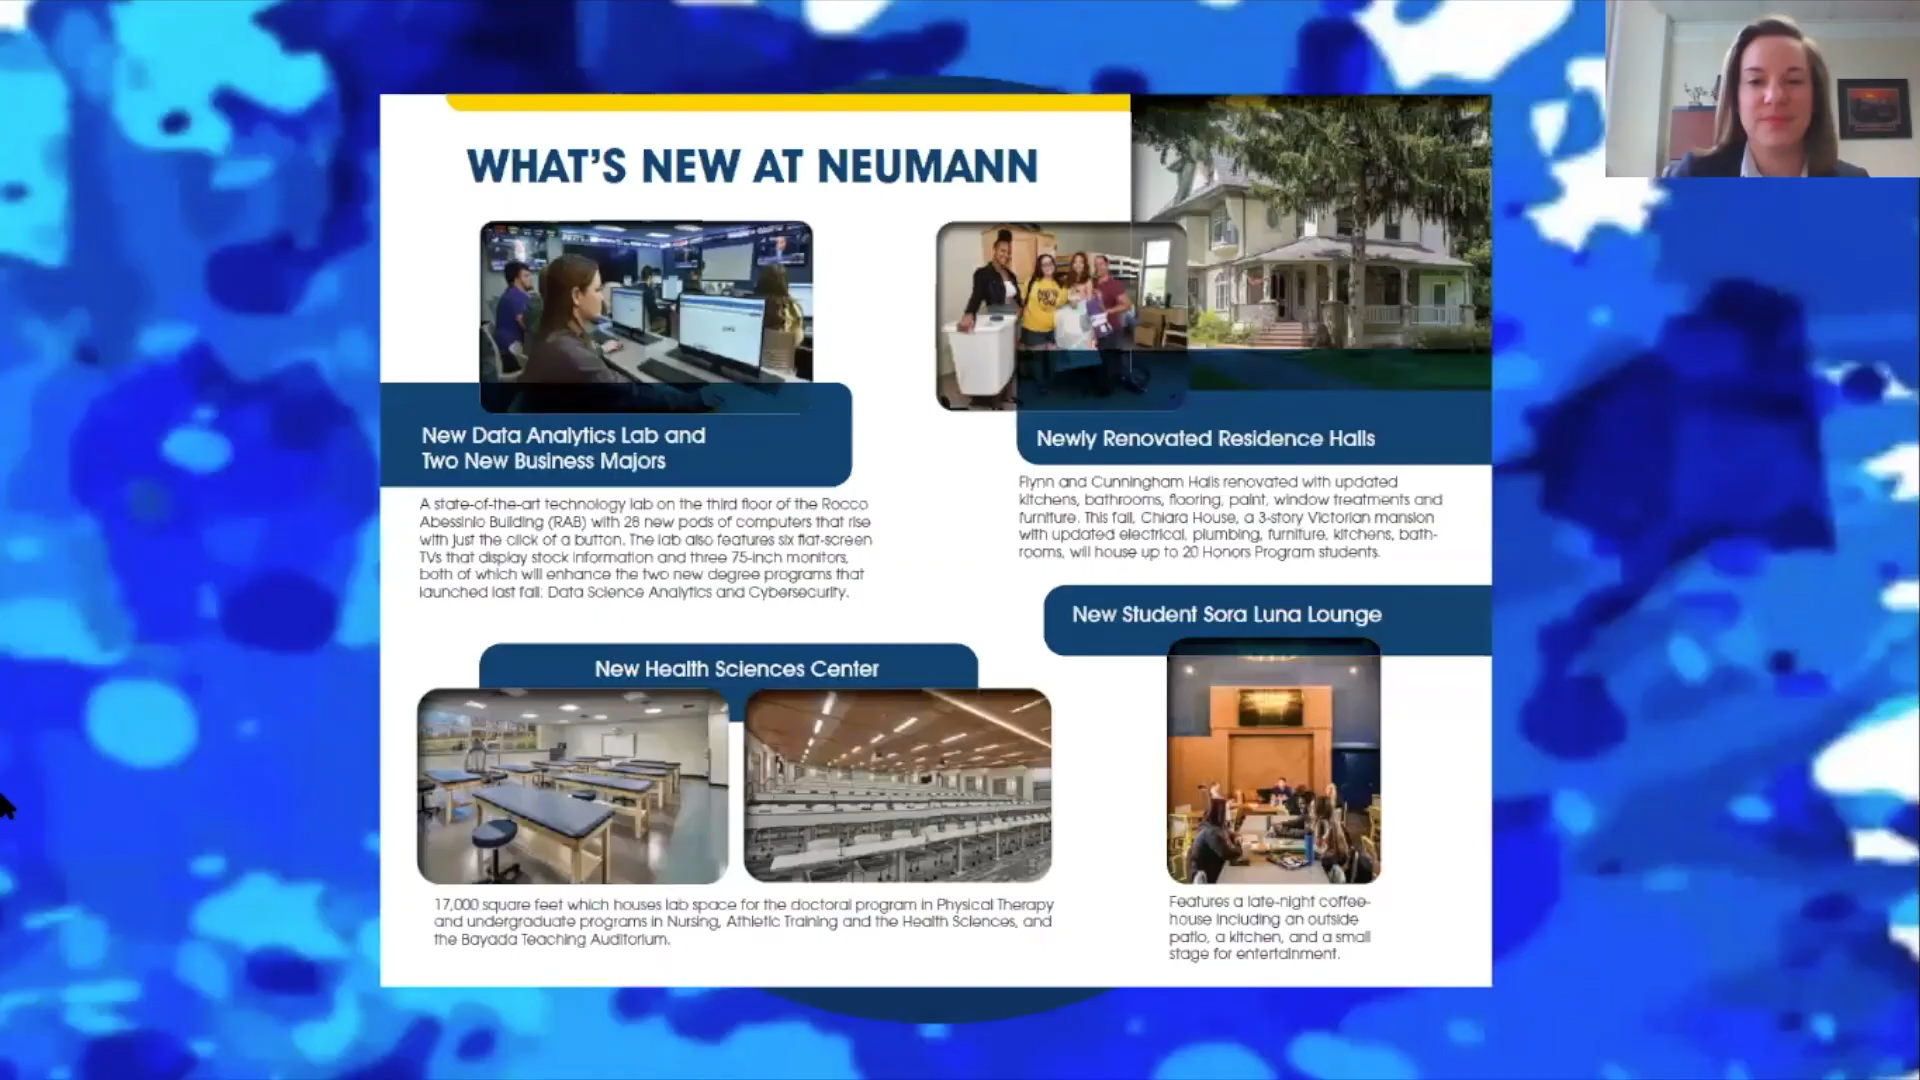 WHAT'S NEW AT NEUMANN
New Data Analytics Lab and
Two New Business Majors
A state-of-the-art technology lab on the third floor of the Rocco
Abessinio Building (RAB) with 28 new pods of computers that rise
with just the click of a button. The lab also features six flat-screen
TVs that display stock information and three 75-inch monitors,
both of which will enhance the two new degree programs that
launched last fall: Data Science Analytics and Cybersecurity.
Newly Renovated Residence Halls
Flynn and Cunningham Halls renovated with updated
kitchens, bathrooms, flooring, paint, window treatments and
furniture. This fall, Chiara House, a 3-story Victorian mansion
with updated electrical, plumbing, furniture, kitchens, bath-
rooms, will house up to 20 Honors Program students.
New Student Sora Luna Lounge
Features a late-night coffee-
house including an outside
patio, a kitchen, and a small
stage for entertainment.
New Health Sciences Center
17,000 square feet which houses lab space for the doctoral program in Physical Therapy
and undergraduate programs in Nursing, Athletic Training and the Health Sciences, and
the Bayada Teaching Auditorium.